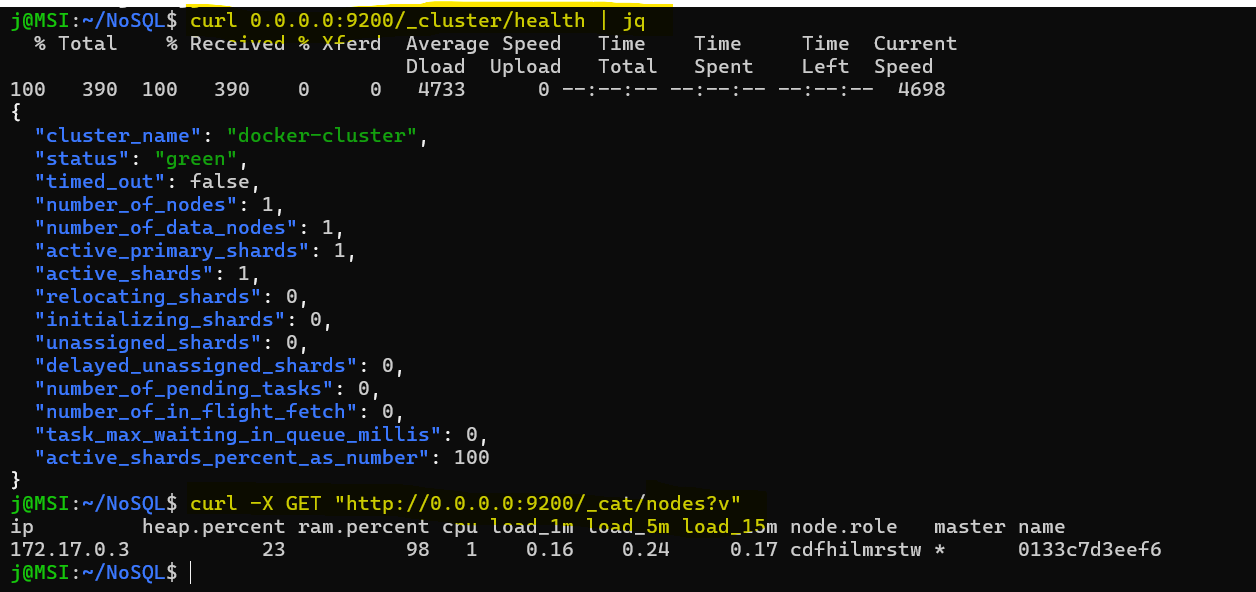 j@MSI:~/NoSQL$ curl 0.0.0.0:9200/_cluster/health | jq
  % Total    % Received % Xferd  Average Speed   Time    Time     Time  Current
                                 Dload  Upload   Total   Spent    Left  Speed
100   390  100   390    0     0   4733      0 --:--:-- --:--:-- --:--:--  4698
{
  "cluster_name": "docker-cluster",
  "status": "green",
  "timed_out": false,
  "number_of_nodes": 1,
  "number_of_data_nodes": 1,
  "active_primary_shards": 1,
  "active_shards": 1,
  "relocating_shards": 0,
  "initializing_shards": 0,
  "unassigned_shards": 0,
  "delayed_unassigned_shards": 0,
  "number_of_pending_tasks": 0,
  "number_of_in_flight_fetch": 0,
  "task_max_waiting_in_queue_millis": 0,
  "active_shards_percent_as_number": 100
}
j@MSI:~/NoSQL$ curl -X GET "http://0.0.0.0:9200/_cat/nodes?v"
ip         heap.percent ram.percent cpu load_1m load_5m load_15m node.role   master name
172.17.0.3           23          98   1    0.16    0.24     0.17 cdfhilmrstw *      0133c7d3eef6
j@MSI:~/NoSQL$